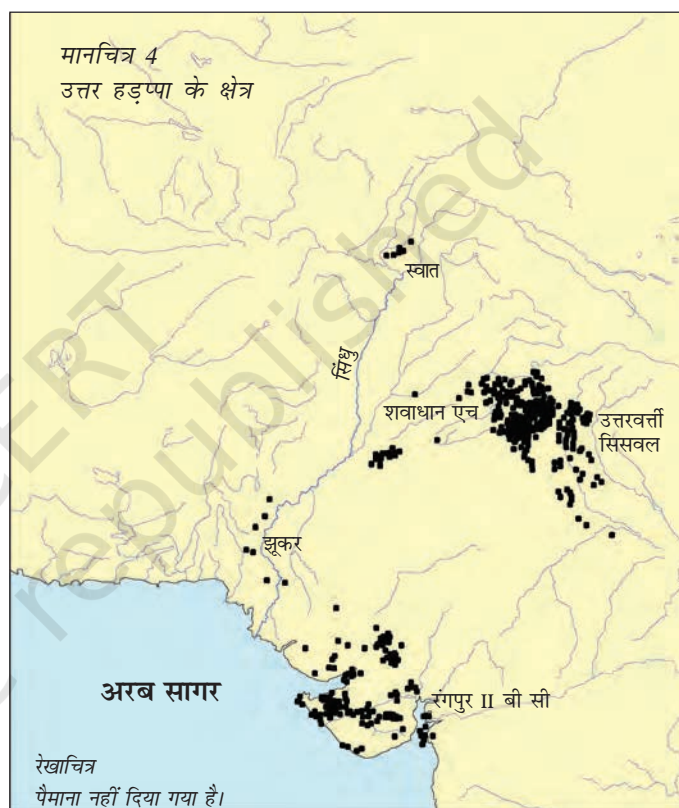 मानचित्र 4
उत्तर हड़प्पा के क्षेत्र
स्वात
सिंधु
शवाधान एच
उत्तरवर्त्ती
सिसवल
झूकर
अरब सागर
रंगपुर II बी सी
रेखाचित्र
पैमाना नहीं दिया गया है।